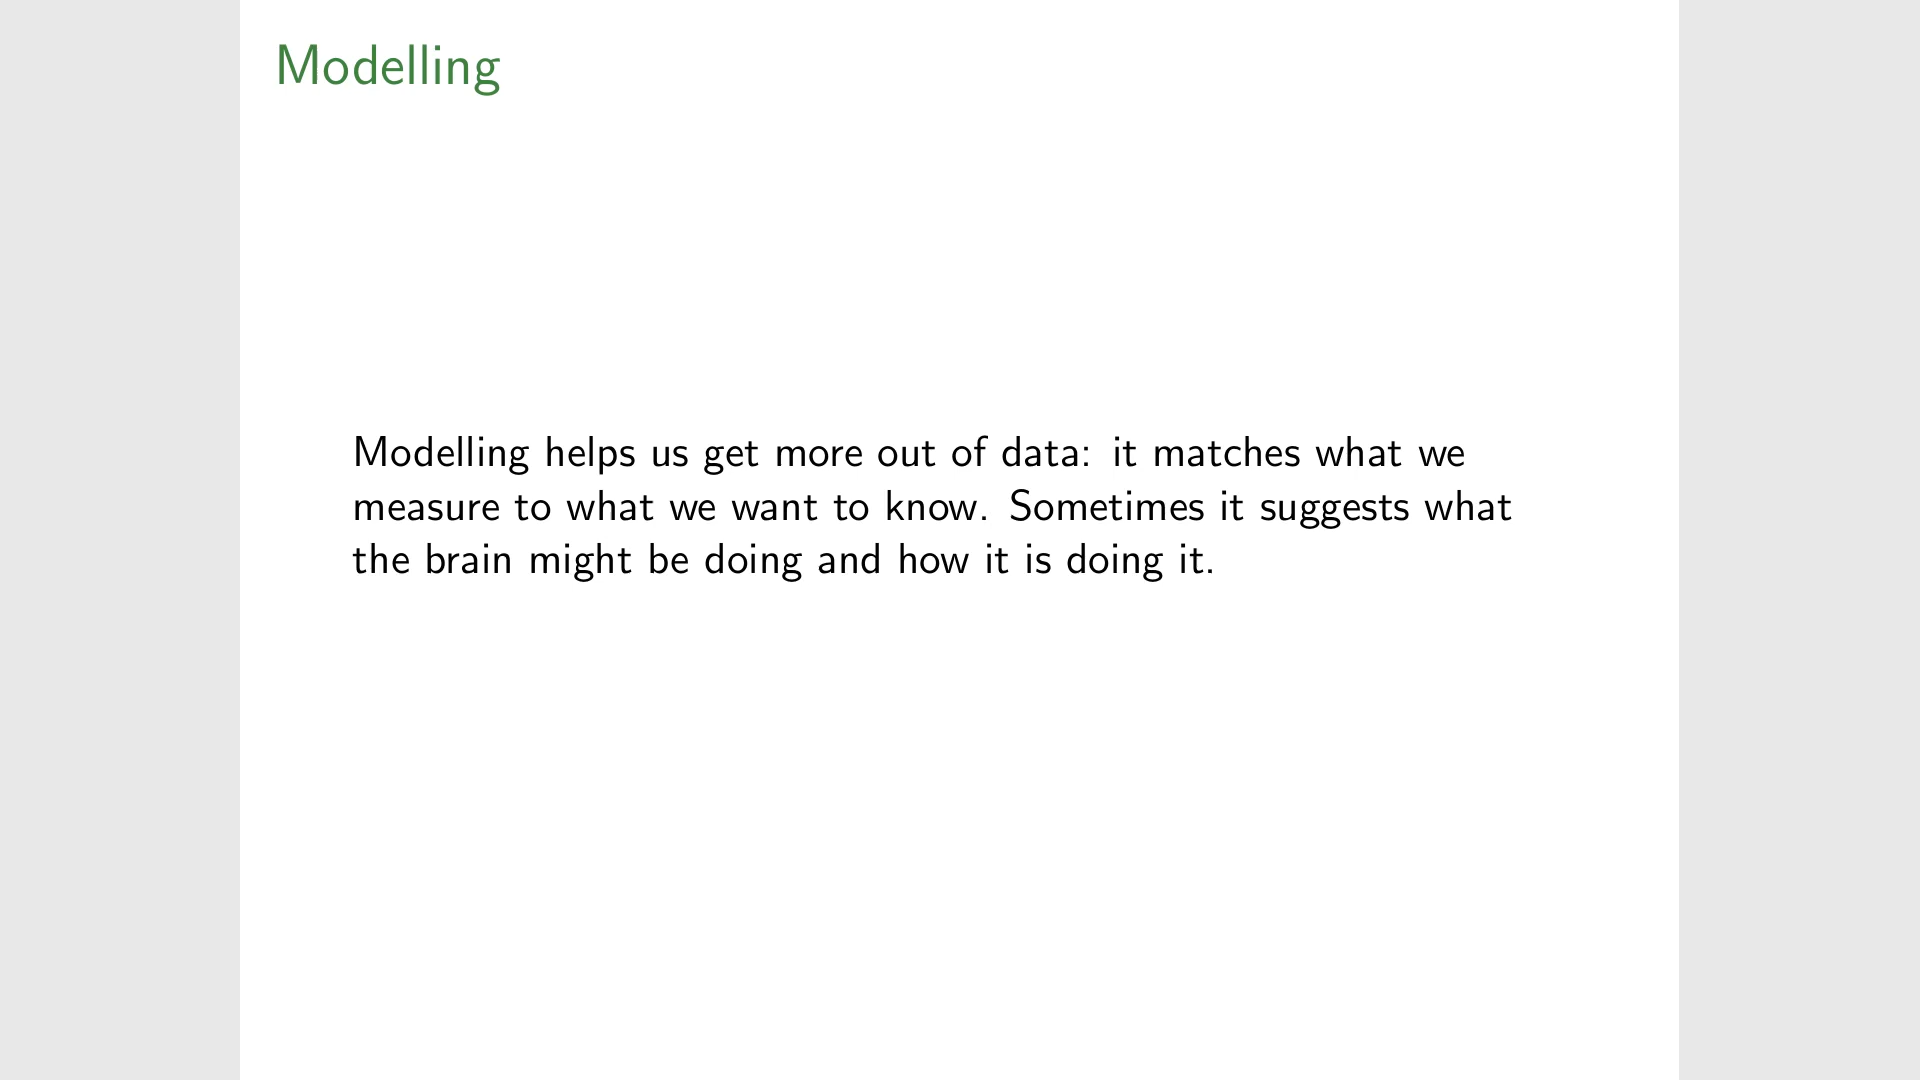 Modelling
Modelling helps us get more out of data: it matches what we
measure to what we want to know. Sometimes it suggests what
the brain might be doing and how it is doing it.